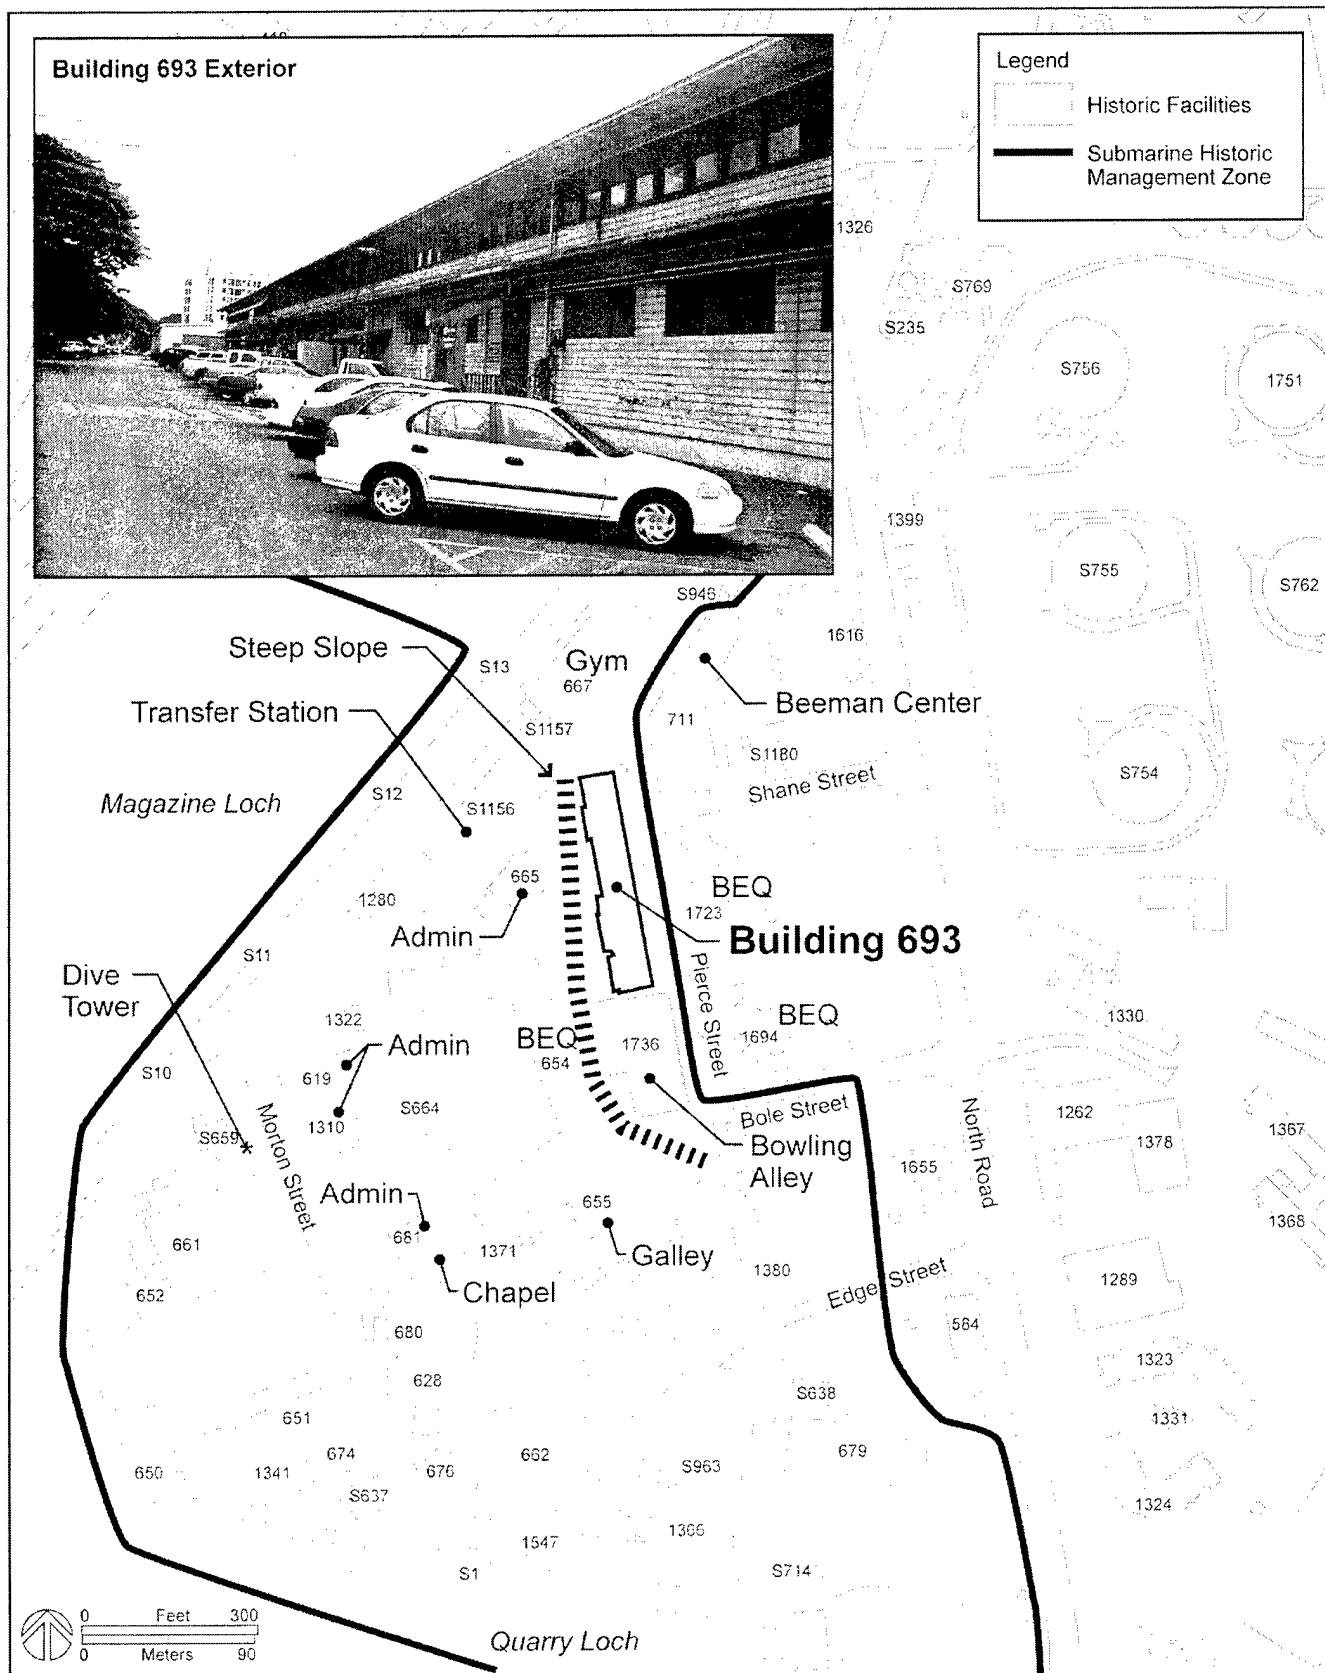 Building 693 Exterior
Legend
Historic Facilities
Submarine Historic
Management Zone
1326
S769
S235
S756
1751
1399
S755
S762
S946
1616
Steep Slope
S13
Gym
667
Beeman Center
Transfer Station
S1157
711
S1180
Shane Street
S754
Magazine Loch
S12
S1156
665
BEQ
1280
1723
Admin
Building 693
S11
Dive
Tower
Pierce Street
1322
Admin
BEQ
654
1736
BEQ
1694
1330
S10
619
1310
S664
Bole Street
North Road
1262
1378
1367
S659
Morton Street
Bowling
Alley
1655
Admin
681
655
1368
661
1371
Galley
Chapel
1380
Edge Street
1289
652
680
584
1323
628
S638
651
1331
674
662
679
650
1341
676
S963
S637
1324
1547
1366
S1
S714
0 Feet 300
0 Meters 90
Quarry Loch